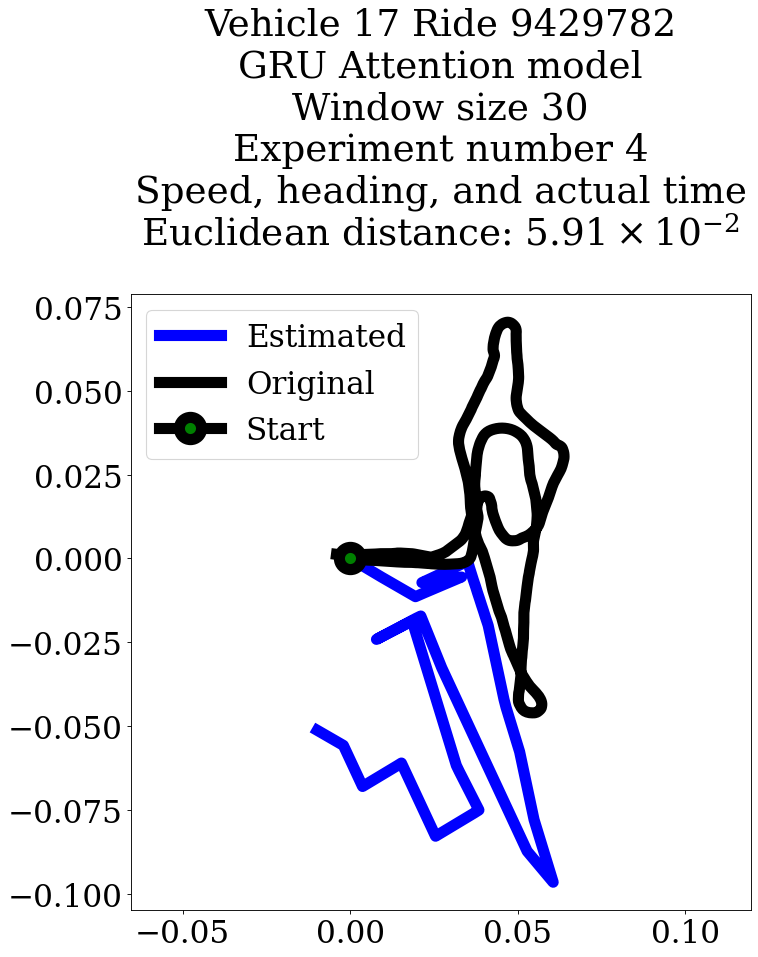 Vehicle 17 Ride 9429782
GRU Attention model
Window size 30
Experiment number 4
Speed, heading, and actual time
Euclidean distance: 5.91 × 10⁻²
0.075
0.050
0.025
0.000
−0.025
−0.050
−0.075
−0.100
Estimated
Original
Start
−0.05 0.00 0.05 0.10